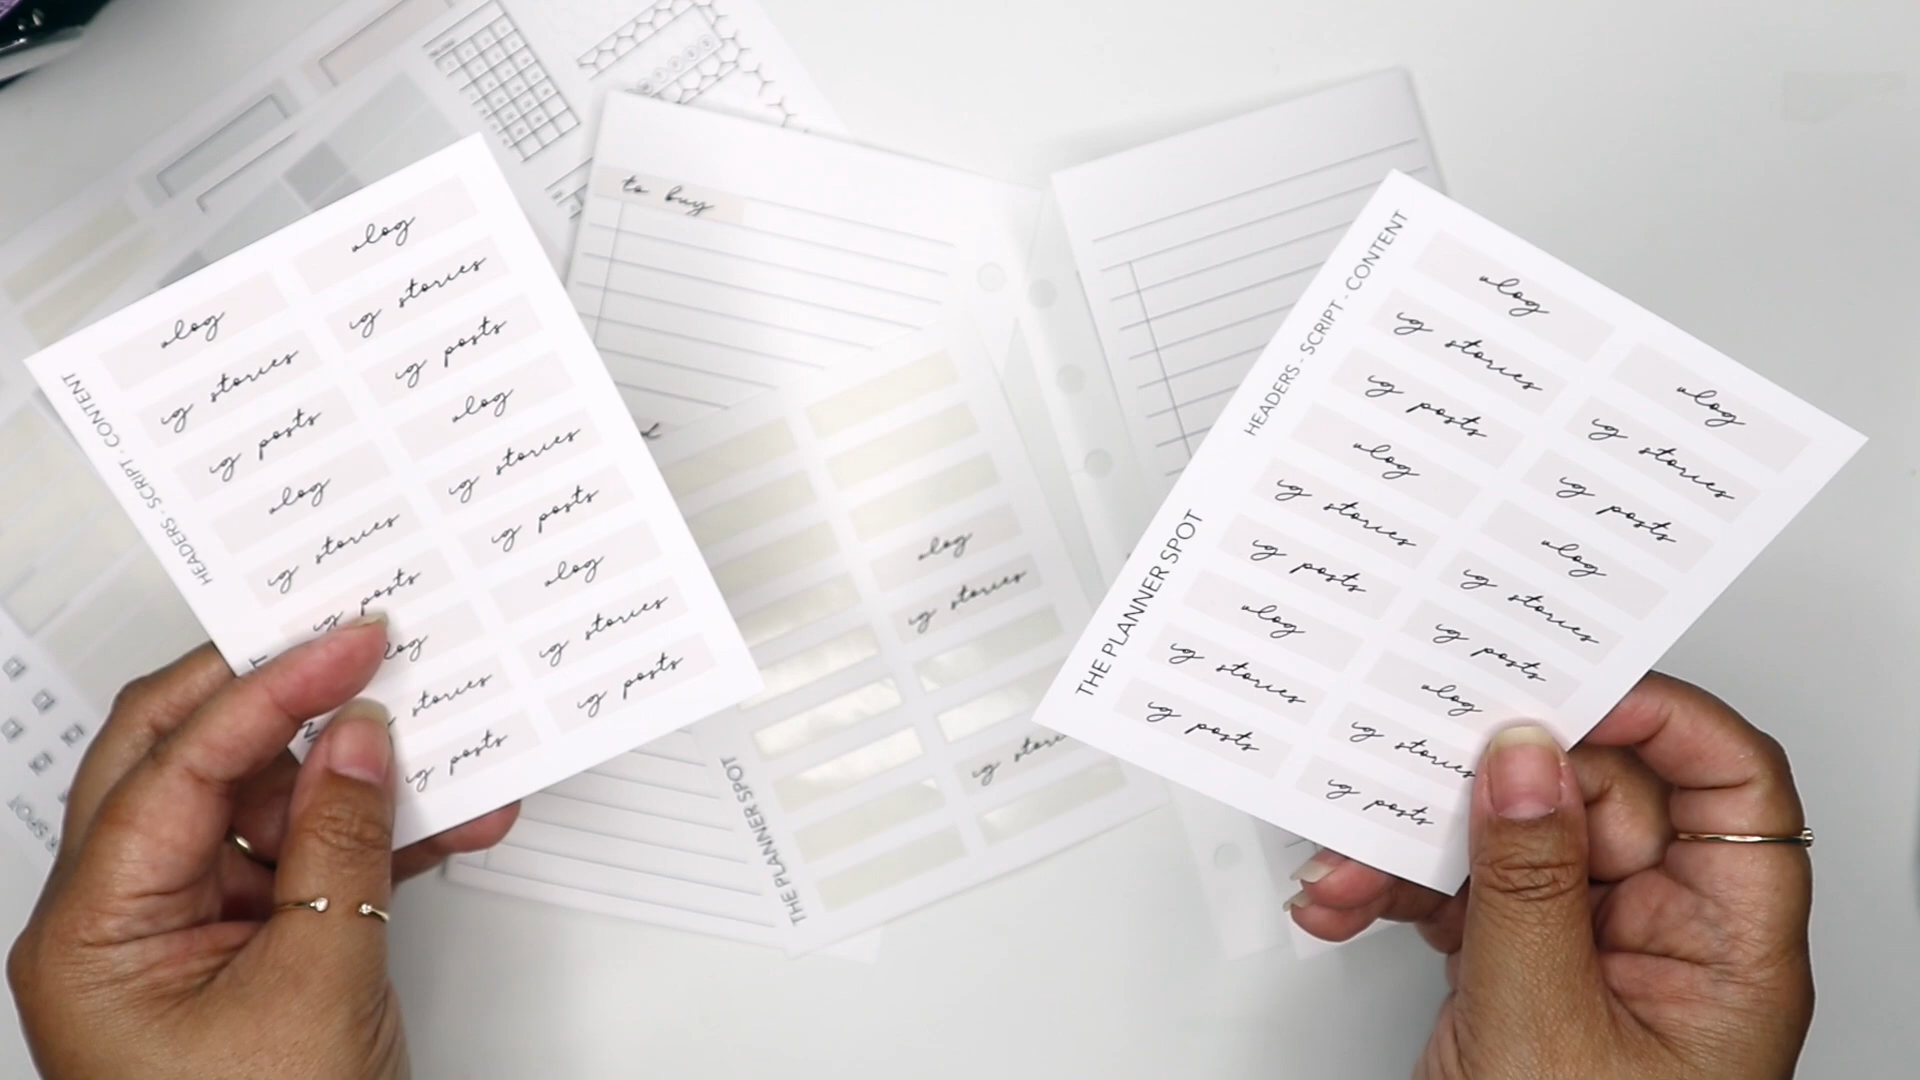 to buy
HEADERS - SCRIPT - CONTENT
vlog
ig stories
ig posts
vlog
ig stories
ig posts
vlog
stories
ig posts
vlog
ig stories
ig posts
vlog
ig stories
ig posts
vlog
ig stories
ig posts
vlog
ig stories
ig
THE PLANNER SPOT
HEADERS - SCRIPT - CONTENT
THE PLANNER SPOT
vlog
ig stories
ig posts
vlog
ig stories
ig posts
vlog
ig stories
ig posts
vlog
ig stories
ig posts
vlog
ig stories
ig posts
vlog
ig stories
ig posts